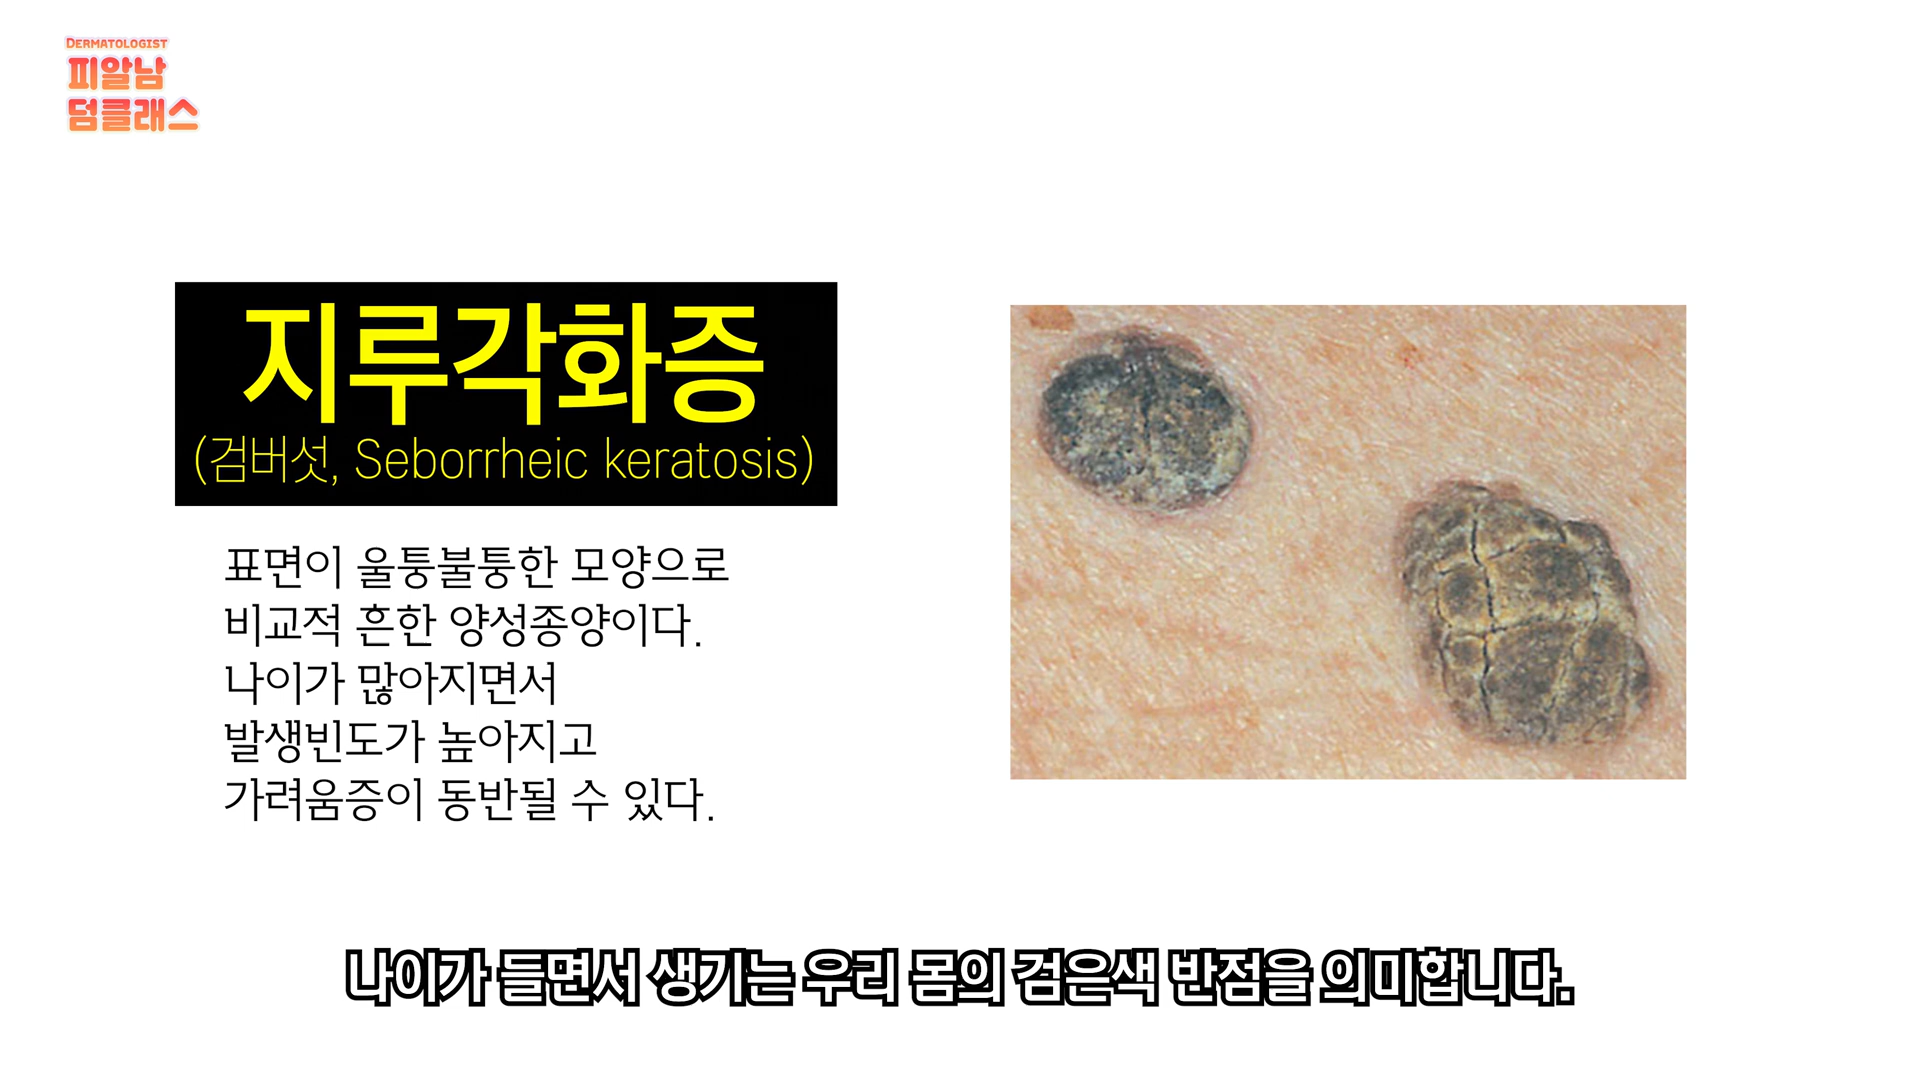 DERMATOLOGIST
피알남
덤클래스
지루각화증
(검버섯, Seborrheic keratosis)
표면이 울퉁불퉁한 모양으로
비교적 흔한 양성종양이다.
나이가 많아지면서
발생빈도가 높아지고
가려움증이 동반될 수 있다.
나이가 들면서 생기는 우리 몸의 검은색 반점을 의미합니다.